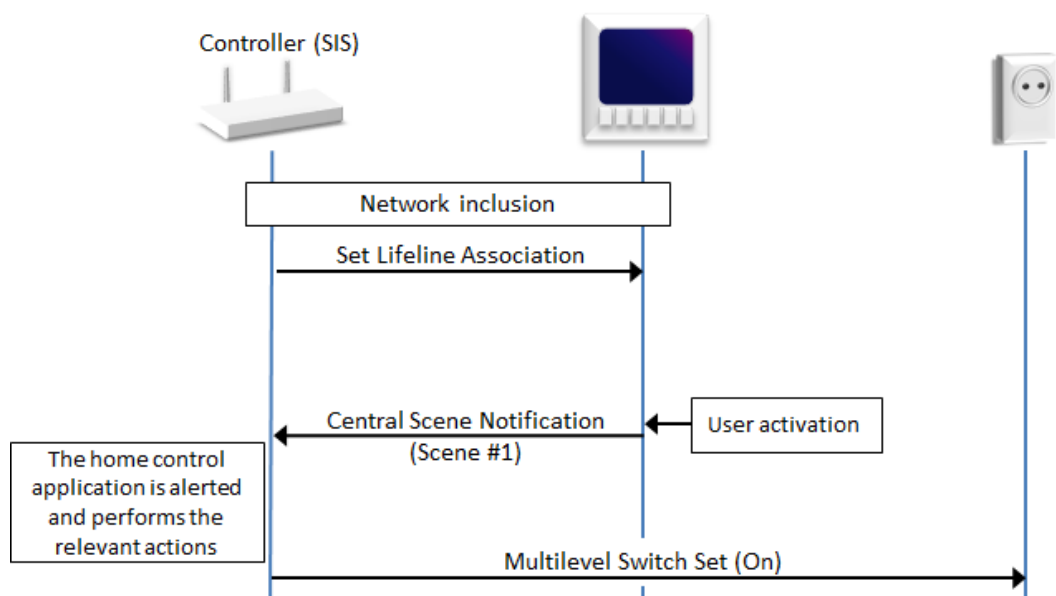 Controller (SIS)
Network inclusion
Set Lifeline Association
Central Scene Notification
(Scene #1)
User activation
The home control
application is alerted
and performs the
relevant actions
Multilevel Switch Set (On)